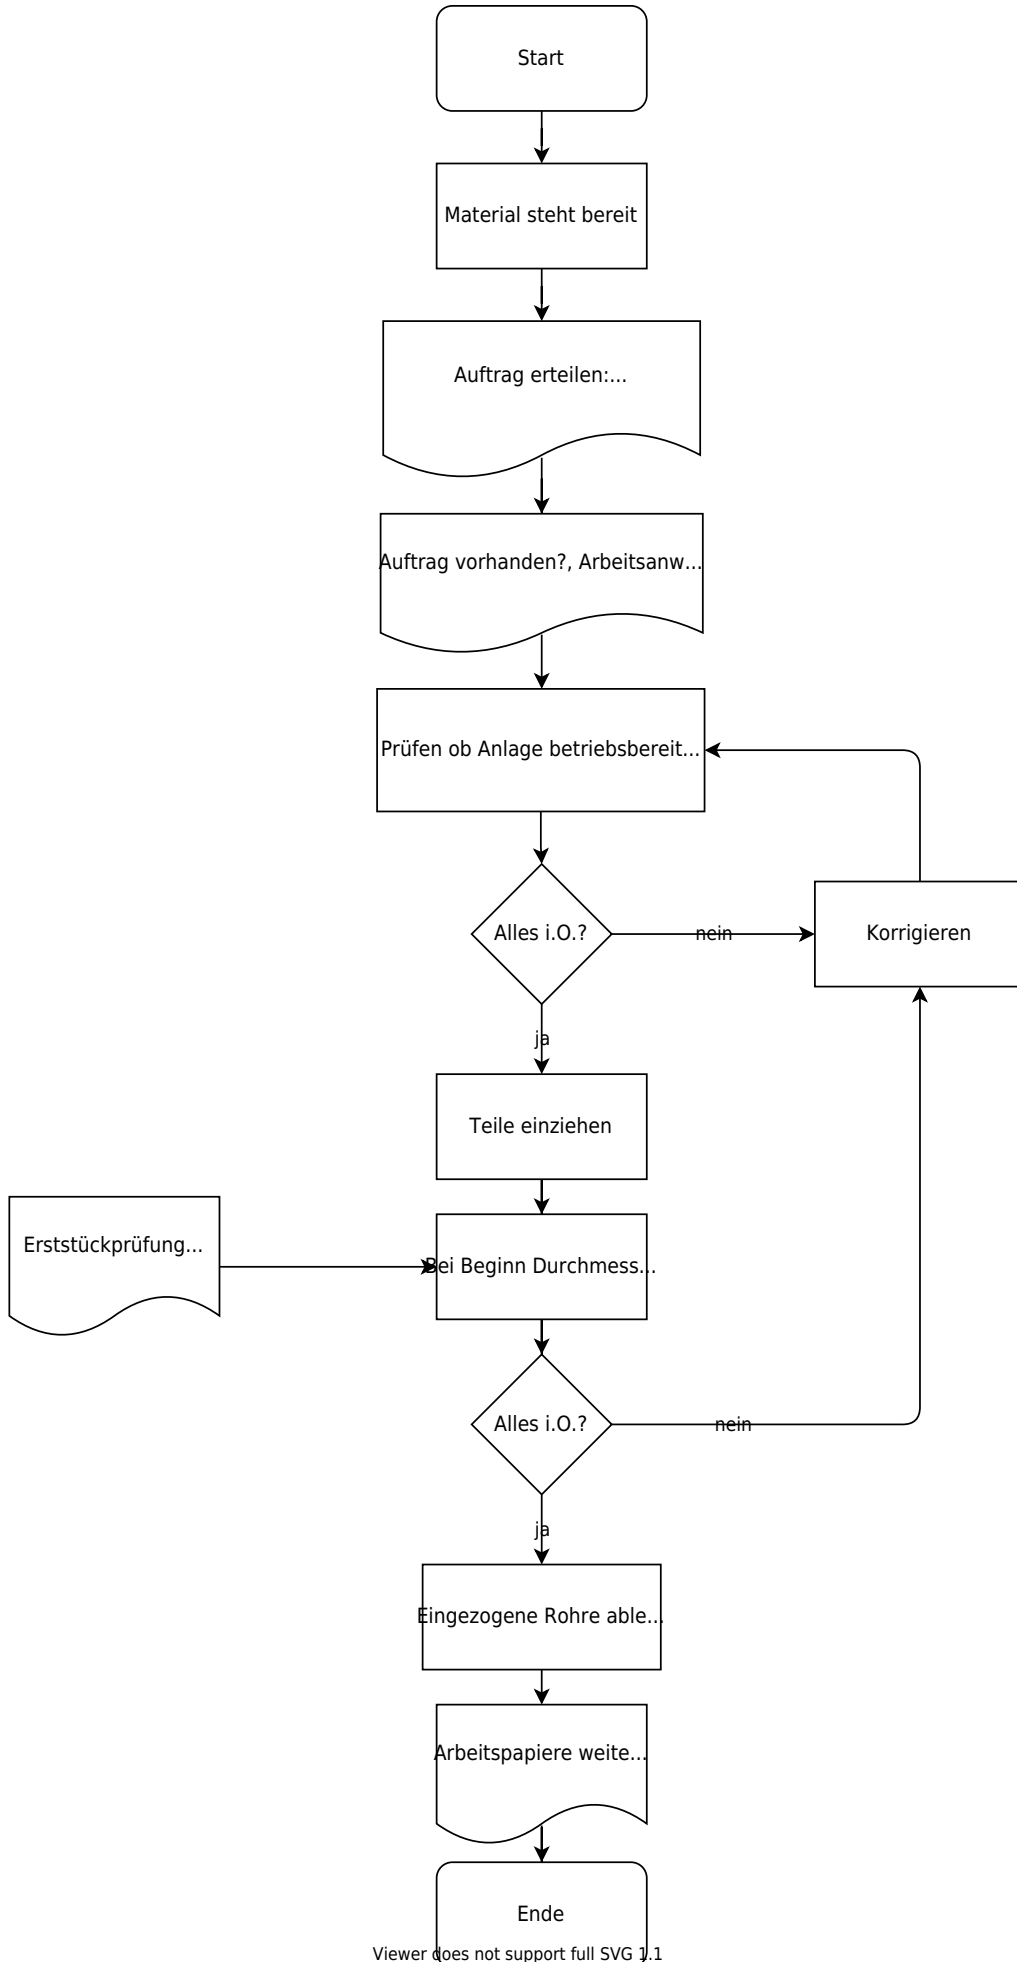 Start
Material steht bereit
Auftrag erteilen:...
Auftrag vorhanden?, Arbeitsanw...
Prüfen ob Anlage betriebsbereit...
Alles i.O.?
nein
Korrigieren
ja
Teile einziehen
Erststückprüfung...
Bei Beginn Durchmess...
Alles i.O.?
nein
ja
Eingezogene Rohre able...
Arbeitspapiere weite...
Ende
Viewer does not support full SVG 1.1